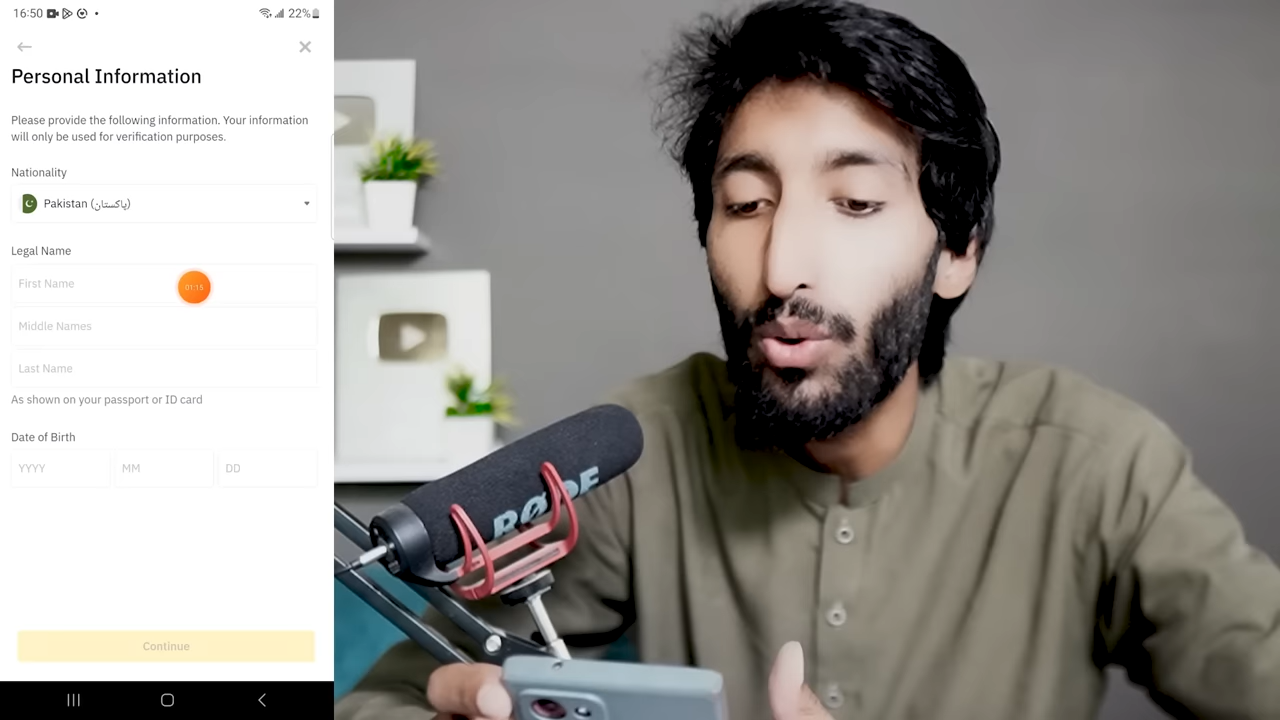 16:50
22%
Personal Information
Please provide the following information. Your information
will only be used for verification purposes.
Nationality
Pakistan (پاکستان)
Legal Name
First Name
01:15
Middle Names
Last Name
As shown on your passport or ID card
Date of Birth
YYYY MM DD
Continue
RØDE